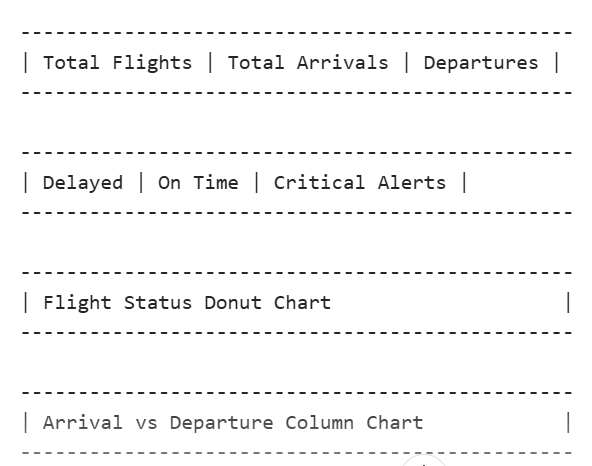 ------------------------------------------------
| Total Flights | Total Arrivals | Departures |
------------------------------------------------
------------------------------------------------
| Delayed | On Time | Critical Alerts |
------------------------------------------------
------------------------------------------------
| Flight Status Donut Chart                    |
------------------------------------------------
------------------------------------------------
| Arrival vs Departure Column Chart            |
------------------------------------------------